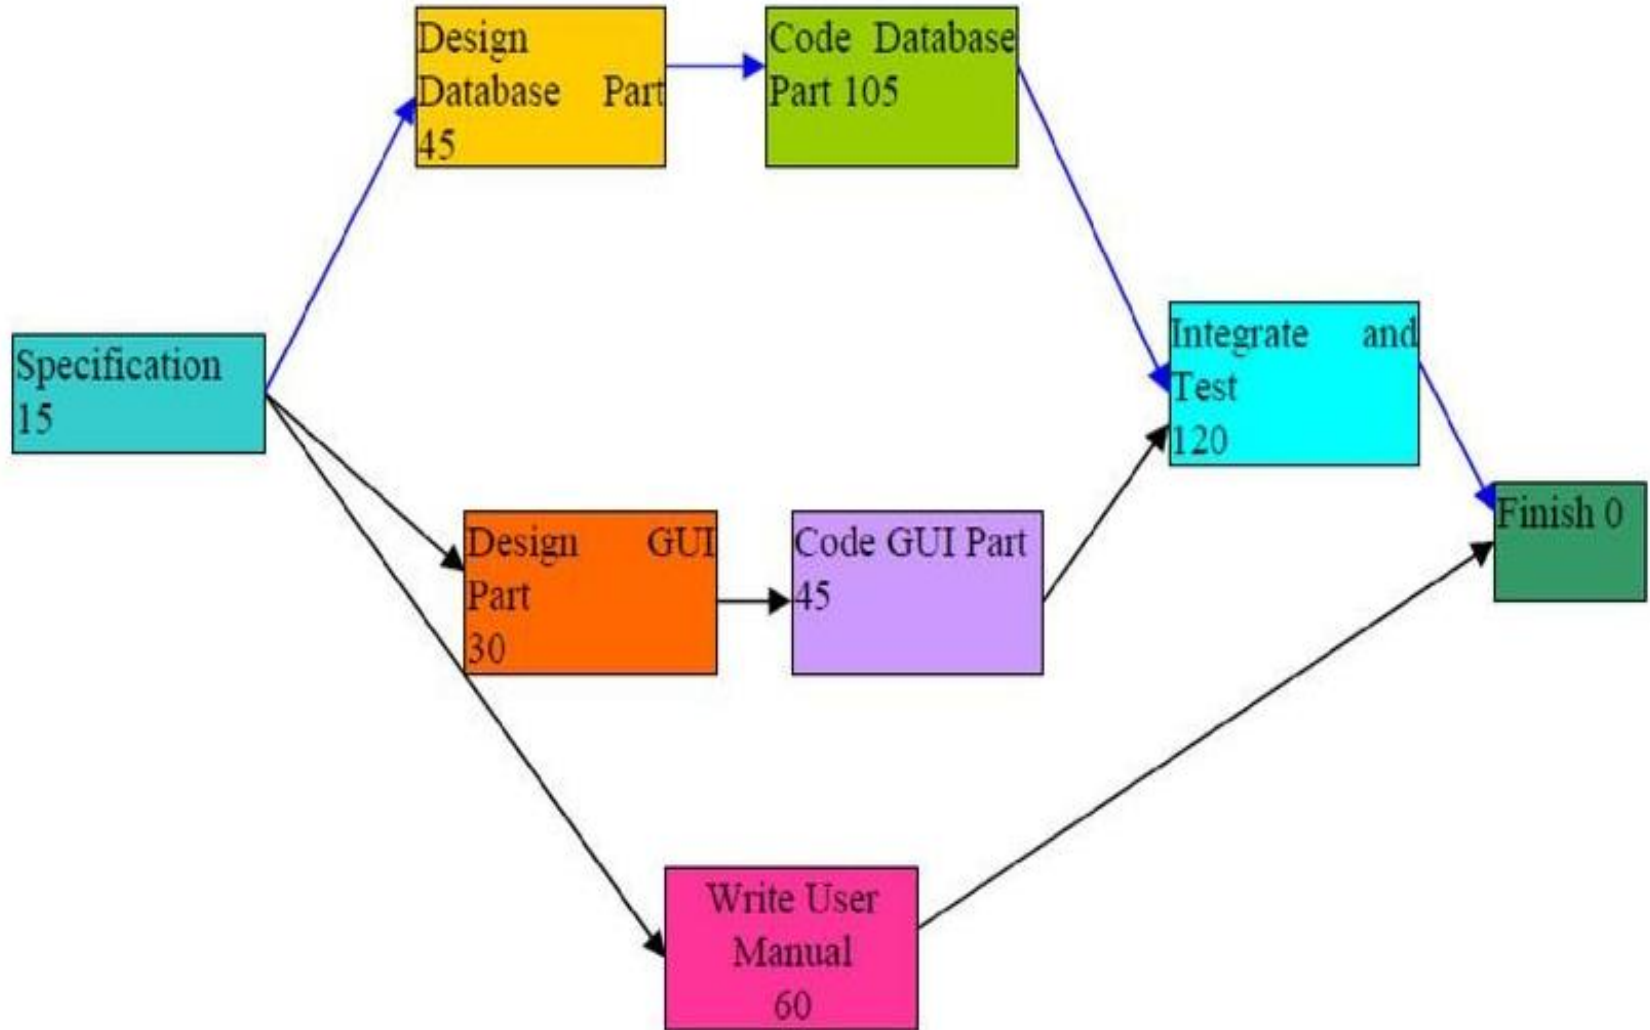 Design
Database Part
45
Code Database
Part 105
Specification
15
Integrate and
Test
120
Finish 0
Design GUI
Part
30
Code GUI Part
45
Write User
Manual
60